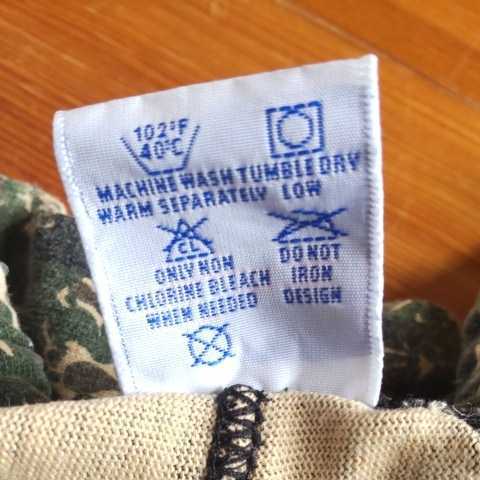 102°F
40°C
MACHINE WASH TUMBLE DRY
WARM SEPARATELY LOW
CL
ONLY NON
CHLORINE BLEACH
WHEN NEEDED
DO NOT
IRON
DESIGN